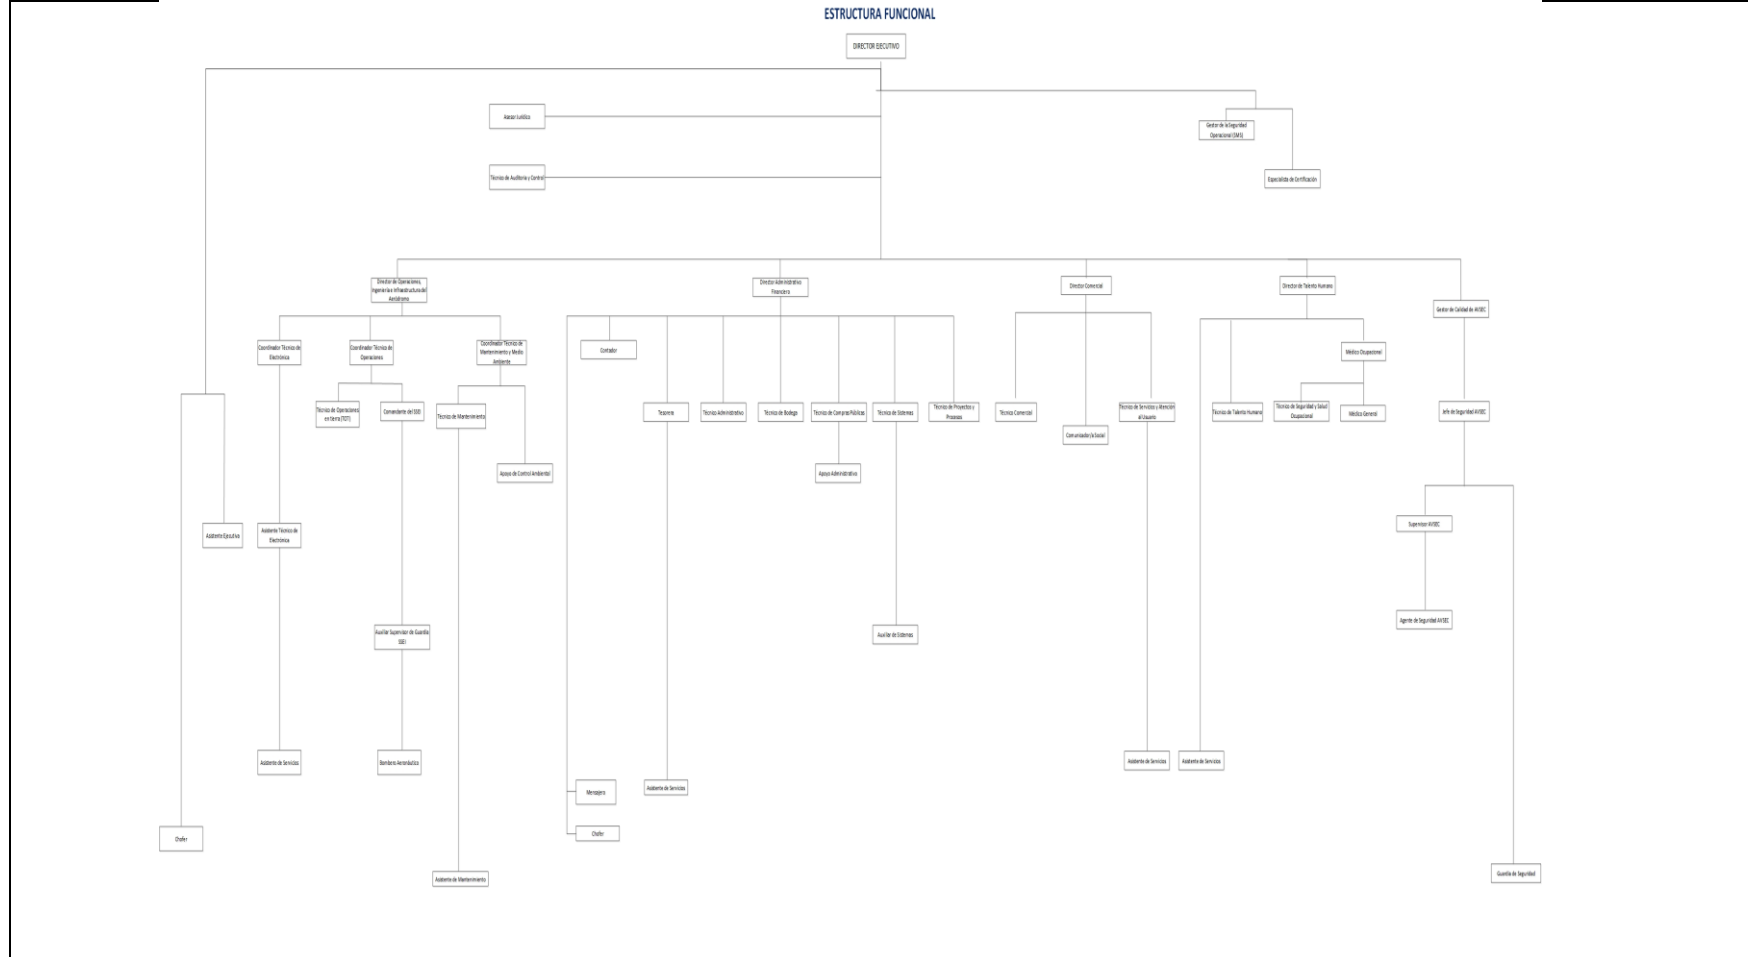 ESTRUCTURA FUNCIONAL
DIRECTOR EJECUTIVO
Asesor Jurídico
Gestor de la Seguridad
Operacional (SMS)
Técnico de Auditoría y Control
Especialista de Certificación
Director de Operaciones,
Ingeniería e Infraestructura del
Aeródromo
Director Administrativo
Financiero
Director Comercial
Director de Talento Humano
Gestor de Calidad de AVSEC
Coordinador Técnico de
Electrónica
Coordinador Técnico de
Operaciones
Coordinador Técnico de
Mantenimiento y Medio
Ambiente
Contador
Médico Ocupacional
Técnico de Operaciones
en tierra (TOT)
Comandante del SSEI
Técnico de Mantenimiento
Tesorero
Técnico Administrativo
Técnico de Bodega
Técnico de Compras Públicas
Técnico de Sistemas
Técnico de Proyectos y
Procesos
Técnico Comercial
Comunicador/a Social
Técnico de Servicios y Atención
al Usuario
Técnico de Talento Humano
Técnico de Seguridad y Salud
Ocupacional
Médico General
Jefe de Seguridad AVSEC
Apoyo de Control Ambiental
Apoyo Administrativo
Asistente Ejecutiva
Asistente Técnico de
Electrónica
Supervisor AVSEC
Auxiliar Supervisor de Guardia
SSEI
Auxiliar de Sistemas
Agente de Seguridad AVSEC
Asistente de Servicios
Bombero Aeronáutico
Mensajero
Asistente de Servicios
Asistente de Servicios
Asistente de Servicios
Chofer
Chofer
Asistente de Mantenimiento
Guardia de Seguridad